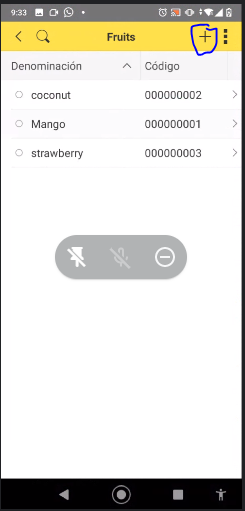 9:33
Fruits
Denominación Código
coconut 000000002
Mango 000000001
strawberry 000000003